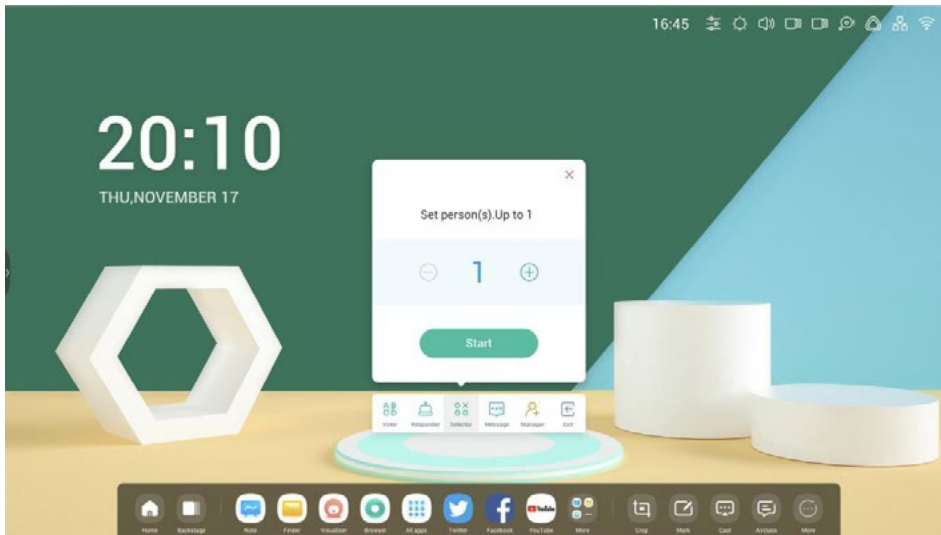 16:45
20:10
THU,NOVEMBER 17
Set person(s).Up to 1
1
Start
Voter Responder Selector Message Manager Exit
Home Backstage Note Finder Visualizer Browser All apps Twitter Facebook YouTube More Crop Mark Cast Airclass More